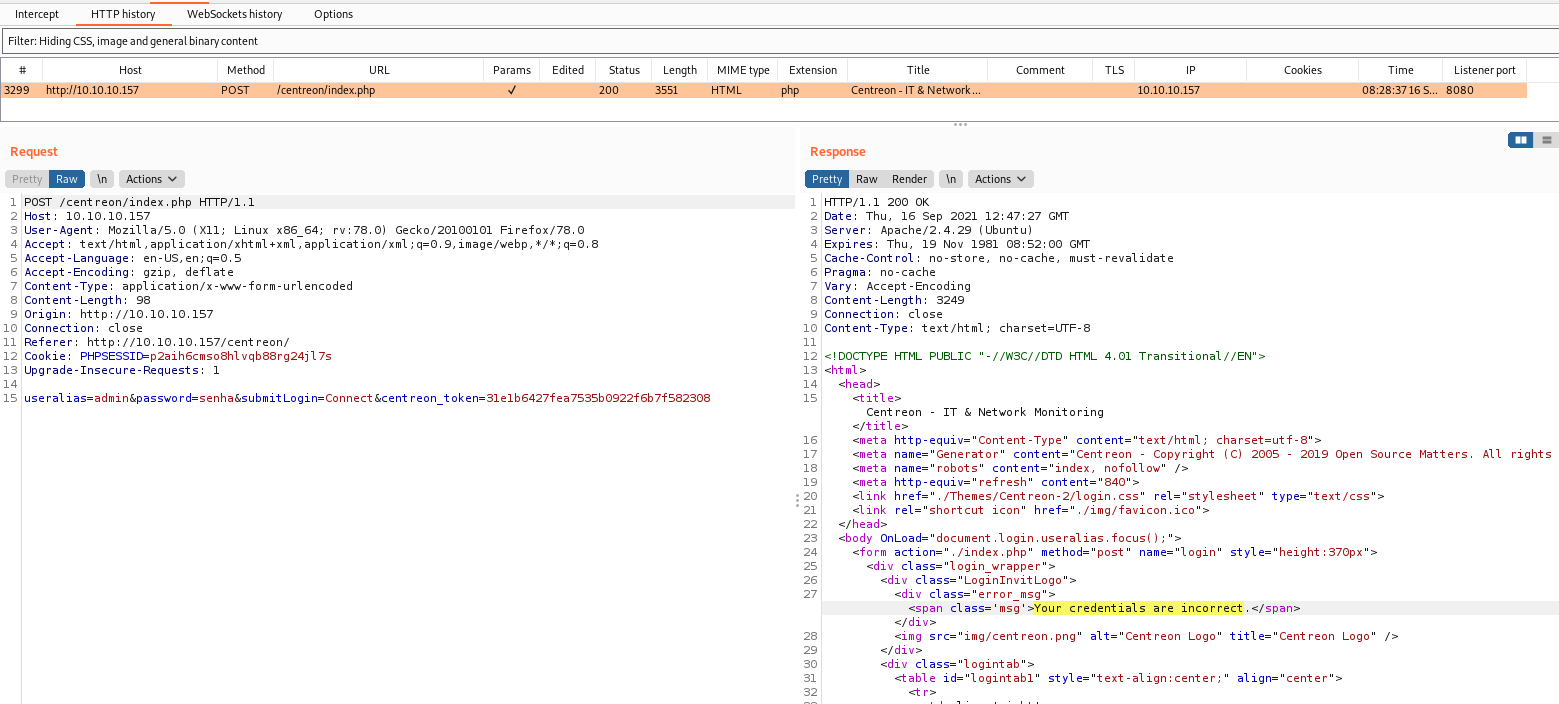 Intercept HTTP history WebSockets history Options
Filter: Hiding CSS, image and general binary content
# Host Method URL Params Edited Status Length MIME type Extension Title Comment TLS IP Cookies Time Listener port
3299 http://10.10.10.157 POST /centreon/index.php ✓ 200 3551 HTML php Centreon - IT & Network ... 10.10.10.157 08:28:37 16 S... 8080
Request
Pretty Raw \n Actions
1 POST /centreon/index.php HTTP/1.1
2 Host: 10.10.10.157
3 User-Agent: Mozilla/5.0 (X11; Linux x86_64; rv:78.0) Gecko/20100101 Firefox/78.0
4 Accept: text/html,application/xhtml+xml,application/xml;q=0.9,image/webp,*/*;q=0.8
5 Accept-Language: en-US,en;q=0.5
6 Accept-Encoding: gzip, deflate
7 Content-Type: application/x-www-form-urlencoded
8 Content-Length: 98
9 Origin: http://10.10.10.157
10 Connection: close
11 Referer: http://10.10.10.157/centreon/
12 Cookie: PHPSESSID=p2aih6cmso8hlvqb88rg24jl7s
13 Upgrade-Insecure-Requests: 1
14
15 useralias=admin&password=senha&submitLogin=Connect&centreon_token=31e1b6427fea7535b0922f6b7f582308
Response
Pretty Raw Render \n Actions
1 HTTP/1.1 200 OK
2 Date: Thu, 16 Sep 2021 12:47:27 GMT
3 Server: Apache/2.4.29 (Ubuntu)
4 Expires: Thu, 19 Nov 1981 08:52:00 GMT
5 Cache-Control: no-store, no-cache, must-revalidate
6 Pragma: no-cache
7 Vary: Accept-Encoding
8 Content-Length: 3249
9 Connection: close
10 Content-Type: text/html; charset=UTF-8
11
12 <!DOCTYPE HTML PUBLIC "-//W3C//DTD HTML 4.01 Transitional//EN">
13 <html>
14 <head>
15 <title>
Centreon - IT & Network Monitoring
</title>
16 <meta http-equiv="Content-Type" content="text/html; charset=utf-8">
17 <meta name="Generator" content="Centreon - Copyright (C) 2005 - 2019 Open Source Matters. All rights
18 <meta name="robots" content="index, nofollow" />
19 <meta http-equiv="refresh" content="840">
20 <link href="./Themes/Centreon-2/login.css" rel="stylesheet" type="text/css">
21 <link rel="shortcut icon" href="./img/favicon.ico">
22 </head>
23 <body OnLoad="document.login.useralias.focus();">
24 <form action="./index.php" method="post" name="login" style="height:370px">
25 <div class="login_wrapper">
26 <div class="LoginInvitLogo">
27 <div class="error_msg">
<span class='msg'>Your credentials are incorrect.</span>
</div>
28 <img src="img/centreon.png" alt="Centreon Logo" title="Centreon Logo" />
29 </div>
30 <div class="logintab">
31 <table id="logintab1" style="text-align:center;" align="center">
32 <tr>